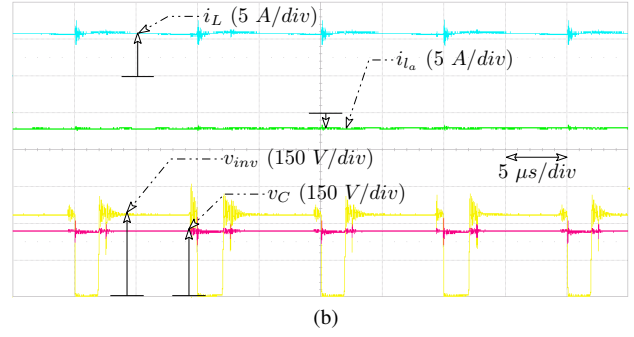 i_L (5 A/div)
i_{l_a} (5 A/div)
v_{inv} (150 V/div)
5 μs/div
v_C (150 V/div)
(b)